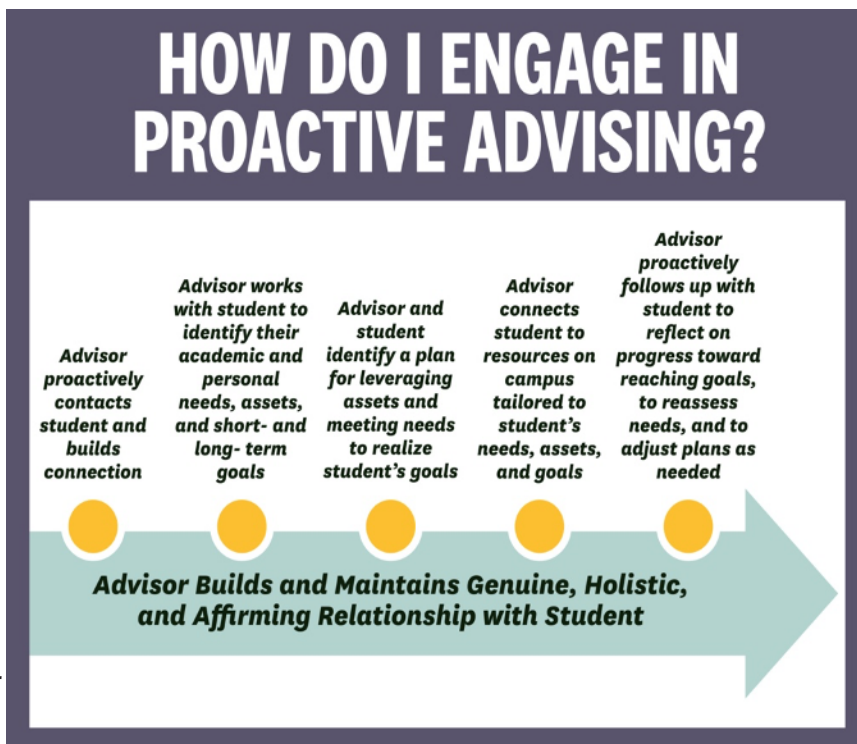 HOW DO I ENGAGE IN
PROACTIVE ADVISING?
Advisor
proactively
contacts
student and
builds
connection
Advisor works
with student to
identify their
academic and
personal
needs, assets,
and short- and
long- term
goals
Advisor and
student
identify a plan
for leveraging
assets and
meeting needs
to realize
student's goals
Advisor
connects
student to
resources on
campus
tailored to
student's
needs, assets,
and goals
Advisor
proactively
follows up with
student to
reflect on
progress toward
reaching goals,
to reassess
needs, and to
adjust plans as
needed
Advisor Builds and Maintains Genuine, Holistic,
and Affirming Relationship with Student